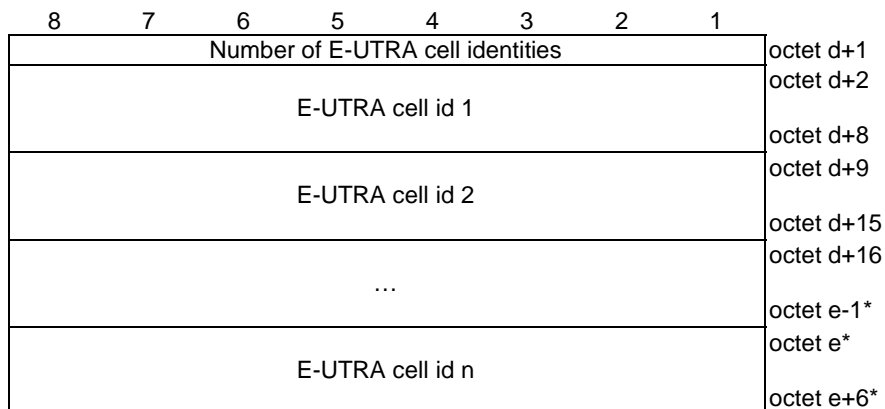 8 7 6 5 4 3 2 1
Number of E-UTRA cell identities octet d+1
octet d+2
E-UTRA cell id 1
octet d+8
octet d+9
E-UTRA cell id 2
octet d+15
octet d+16
…
octet e-1*
octet e*
E-UTRA cell id n
octet e+6*